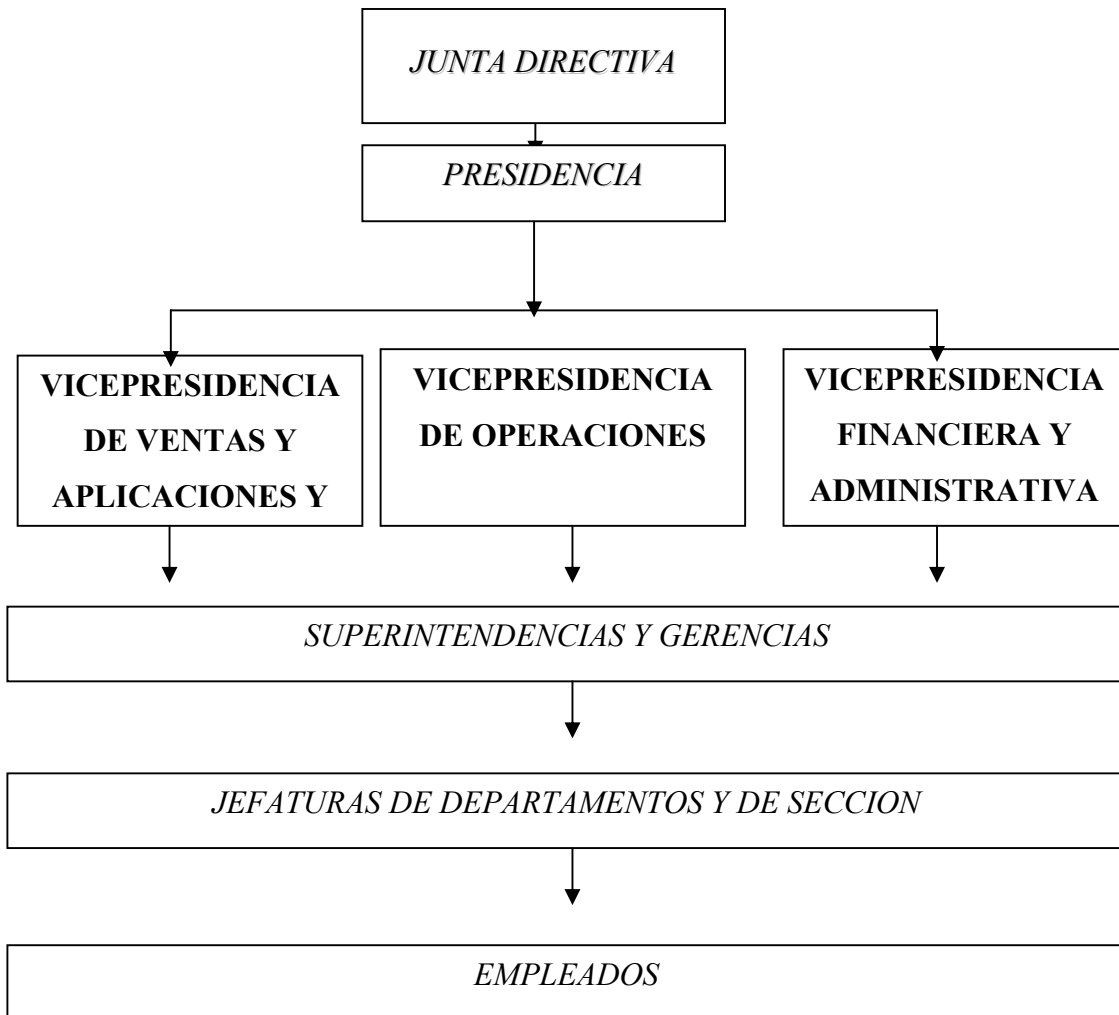 JUNTA DIRECTIVA
PRESIDENCIA
VICEPRESIDENCIA
DE VENTAS Y
APLICACIONES Y
VICEPRESIDENCIA
DE OPERACIONES
VICEPRESIDENCIA
FINANCIERA Y
ADMINISTRATIVA
SUPERINTENDENCIAS Y GERENCIAS
JEFATURAS DE DEPARTAMENTOS Y DE SECCION
EMPLEADOS